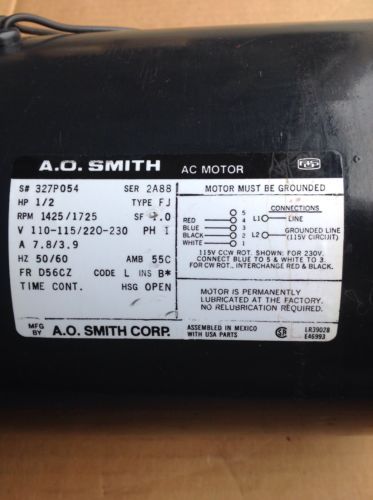 A.O. SMITH AC MOTOR
S# 327P054 SER 2A88
HP 1/2 TYPE FJ
RPM 1425/1725 SF 1.0
V 110-115/220-230 PH 1
A 7.8/3.9
HZ 50/60 AMB 55C
FR D56CZ CODE L INS B*
TIME CONT. HSG OPEN
MOTOR MUST BE GROUNDED
CONNECTIONS
5
RED 4 L1 LINE
BLUE 3
BLACK 2 L2 GROUNDED LINE
WHITE 1 (115V CIRCUIT)
115V CCW ROT. SHOWN: FOR 230V
CONNECT BLUE TO 5 & WHITE TO 3.
FOR CW ROT., INTERCHANGE RED & BLACK.
MOTOR IS PERMANENTLY
LUBRICATED AT THE FACTORY.
NO RELUBRICATION REQUIRED.
MFG BY A.O. SMITH CORP.
ASSEMBLED IN MEXICO
WITH USA PARTS
LR39028
E46993